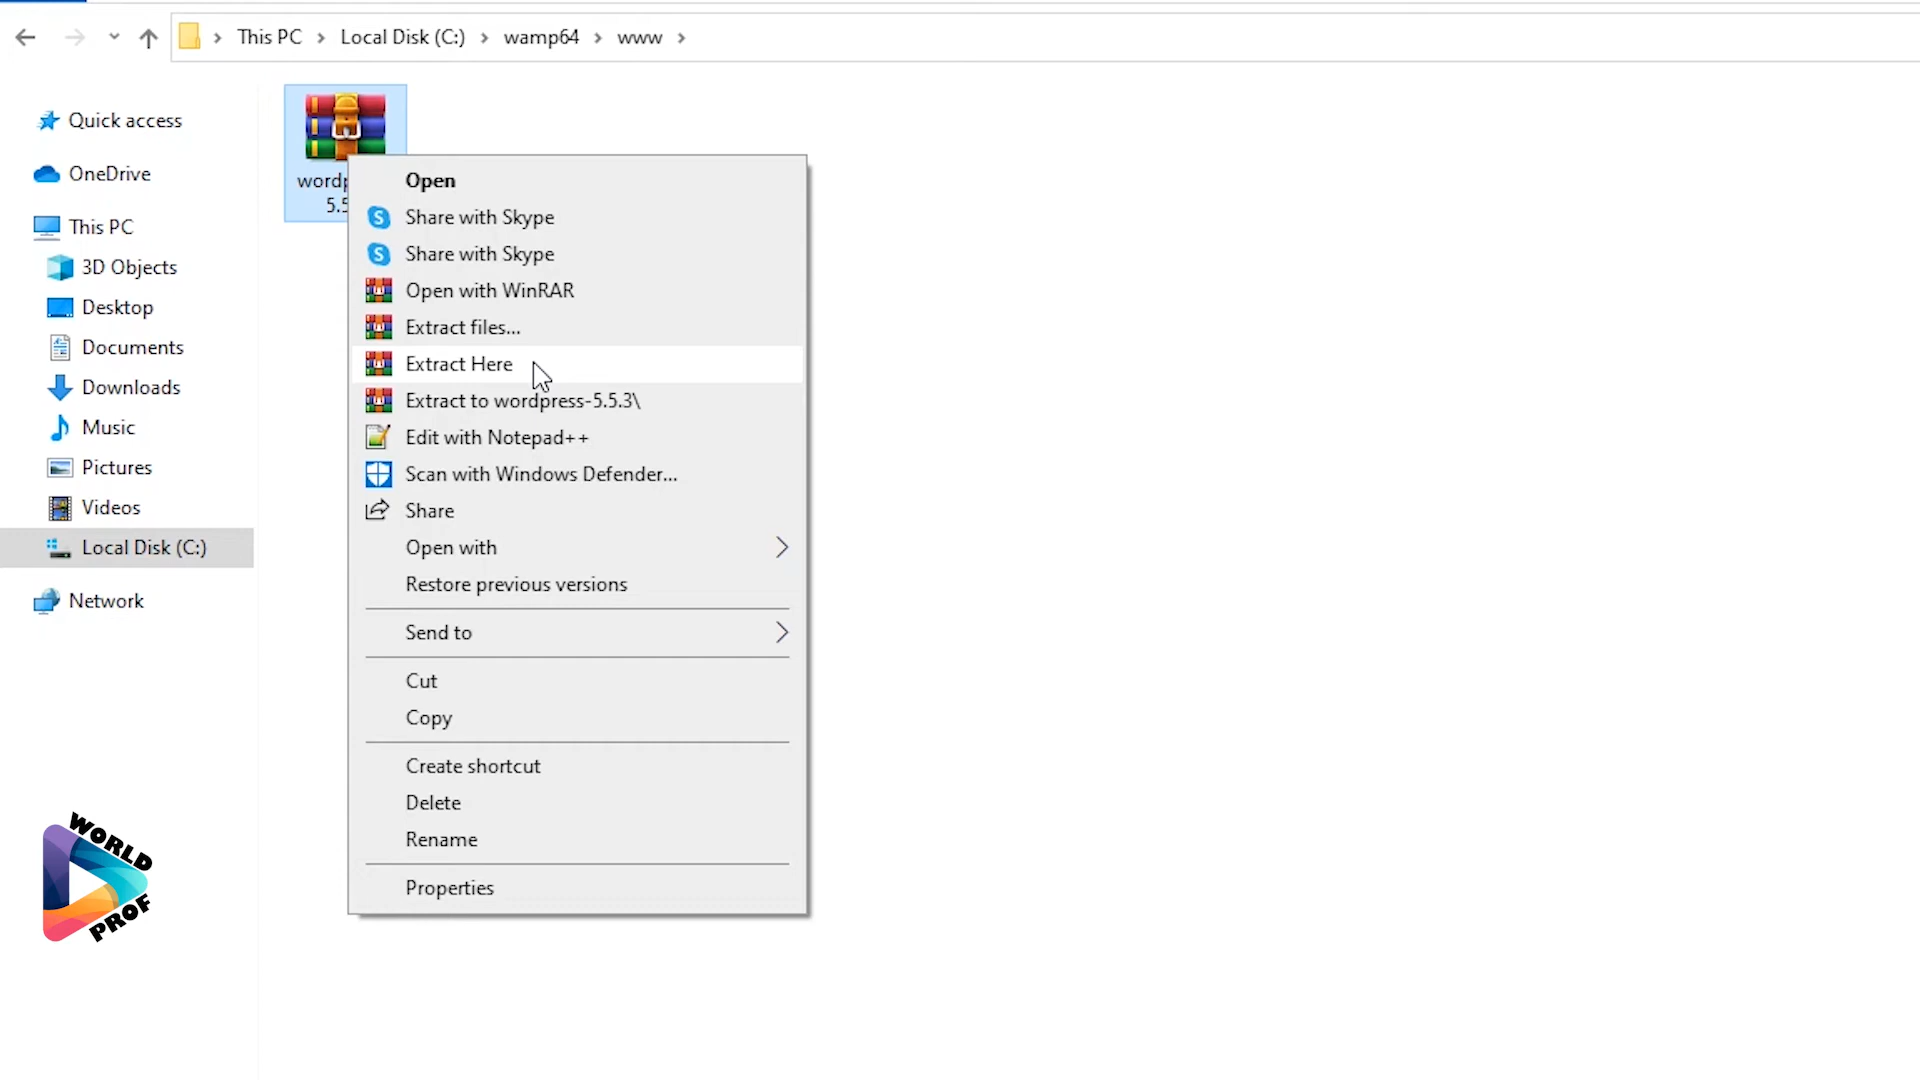 This PC
Local Disk (C:)
wamp64
www
Quick access
OneDrive
This PC
3D Objects
Desktop
Documents
Downloads
Music
Pictures
Videos
Local Disk (C:)
Network
Open
Share with Skype
Share with Skype
Open with WinRAR
Extract files...
Extract Here
Extract to wordpress-5.5.3\
Edit with Notepad++
Scan with Windows Defender...
Share
Open with
Restore previous versions
Send to
Cut
Copy
Create shortcut
Delete
Rename
Properties
WORLD
PROF